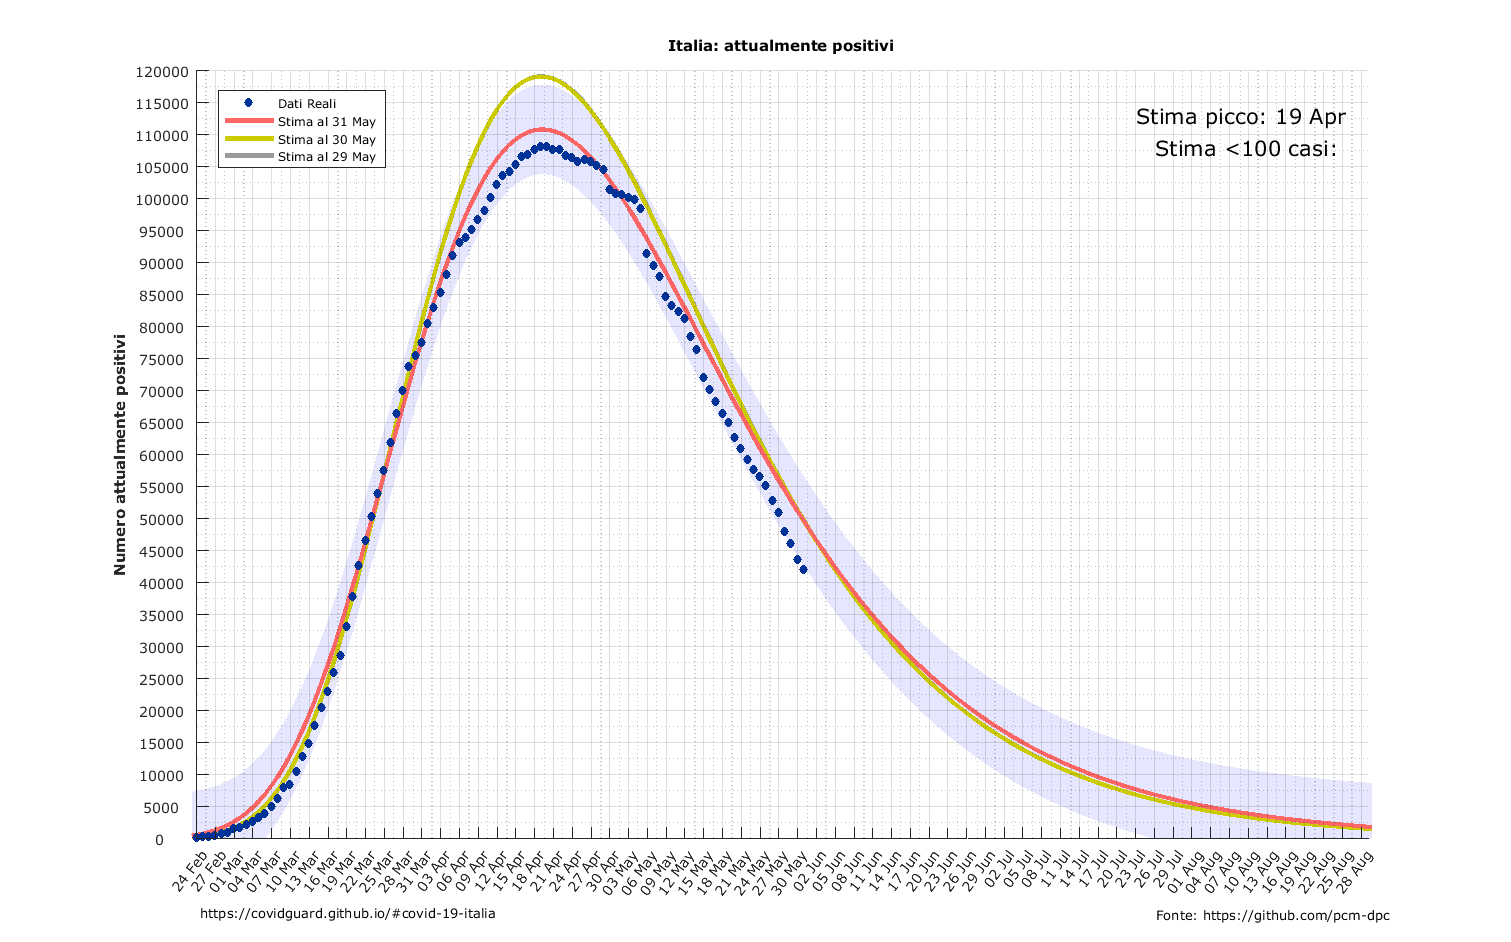 Italia: attualmente positivi
Stima picco: 19 Apr
Stima <100 casi:
Dati Reali
Stima al 31 May
Stima al 30 May
Stima al 29 May
Numero attualmente positivi
120000
115000
110000
105000
100000
95000
90000
85000
80000
75000
70000
65000
60000
55000
50000
45000
40000
35000
30000
25000
20000
15000
10000
5000
0
24 Feb
27 Feb
01 Mar
04 Mar
07 Mar
10 Mar
13 Mar
16 Mar
19 Mar
22 Mar
25 Mar
28 Mar
31 Mar
03 Apr
06 Apr
09 Apr
12 Apr
15 Apr
18 Apr
21 Apr
24 Apr
27 Apr
30 Apr
03 May
06 May
09 May
12 May
15 May
18 May
21 May
24 May
27 May
30 May
02 Jun
05 Jun
08 Jun
11 Jun
14 Jun
17 Jun
20 Jun
23 Jun
26 Jun
29 Jun
02 Jul
05 Jul
08 Jul
11 Jul
14 Jul
17 Jul
20 Jul
23 Jul
26 Jul
29 Jul
01 Aug
04 Aug
07 Aug
10 Aug
13 Aug
16 Aug
19 Aug
22 Aug
25 Aug
28 Aug
https://covidguard.github.io/#covid-19-italia
Fonte: https://github.com/pcm-dpc